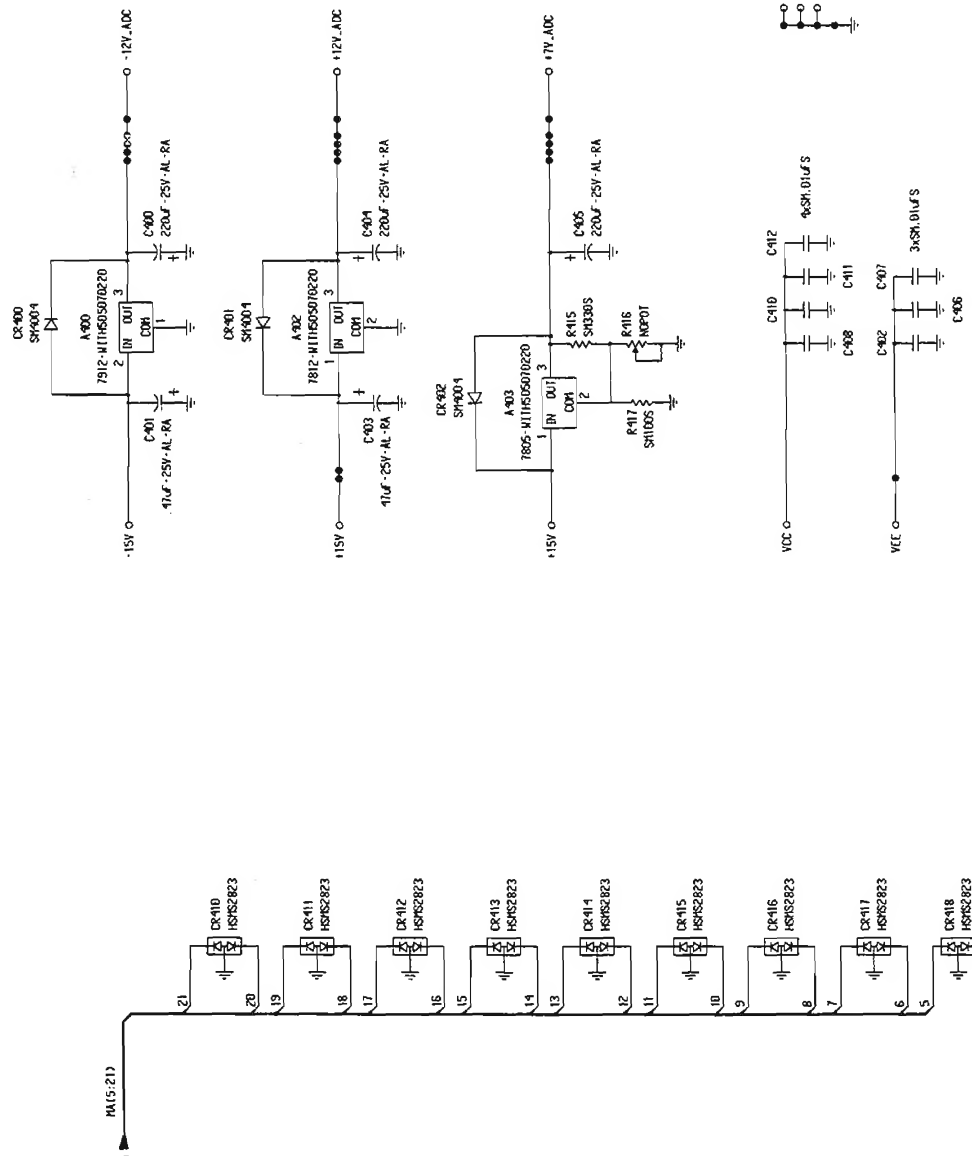 -15V
C401
.47uF-25V-AL-RA
CR400
SM4004
A400
7912-WITH505070220
2
IN
OUT
COM
3
1
C400
220uF-25V-AL-RA
-12V_ADC
+15V
C403
.47uF-25V-AL-RA
CR401
SM4004
A402
7812-WITH505070220
1
IN
OUT
COM
3
2
C404
220uF-25V-AL-RA
+12V_ADC
+15V
CR402
SM4004
A403
7805-WITH505070220
1
IN
OUT
COM
3
2
R417
SM100S
R415
SM330S
R416
NOPOT
C405
220uF-25V-AL-RA
+7V_ADC
VCC
C408
C410
C411
C412
4xSM.01uFS
VEE
C402
C406
C407
3xSM.01uFS
MA(5:21)
21
20
CR410
HSMS2823
19
18
CR411
HSMS2823
17
16
CR412
HSMS2823
15
14
CR413
HSMS2823
13
12
CR414
HSMS2823
11
10
CR415
HSMS2823
9
8
CR416
HSMS2823
7
6
CR417
HSMS2823
5
CR418
HSMS2823